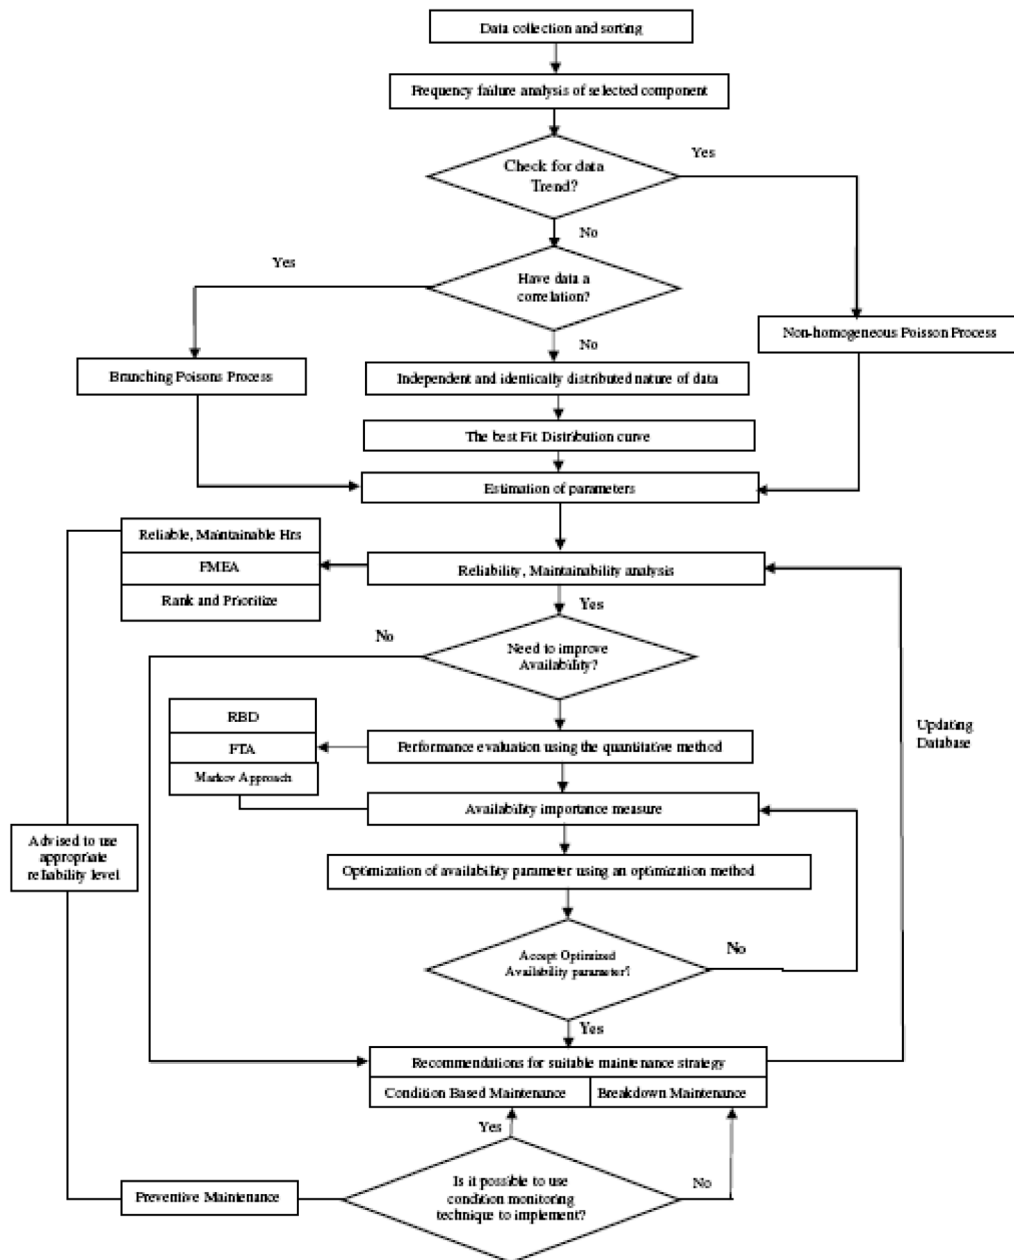 Data collection and sorting
Frequency failure analysis of selected component
Check for data
Trend?
Yes
No
Yes
Have data a
correlation?
Non-homogeneous Poisson Process
No
Branching Poisons Process
Independent and identically distributed nature of data
The best Fit Distribution curve
Estimation of parameters
Reliable, Maintainable Hrs
FMEA
Rank and Prioritize
Reliability, Maintainability analysis
Yes
No
Need to improve
Availability?
RBD
FTA
Markov Approach
Performance evaluation using the quantitative method
Updating
Database
Availability importance measure
Advised to use
appropriate
reliability level
Optimization of availability parameter using an optimization method
Accept Optimized
Availability parameter?
No
Yes
Recommendations for suitable maintenance strategy
Condition Based Maintenance
Breakdown Maintenance
Yes
Is it possible to use
condition monitoring
technique to implement?
No
Preventive Maintenance